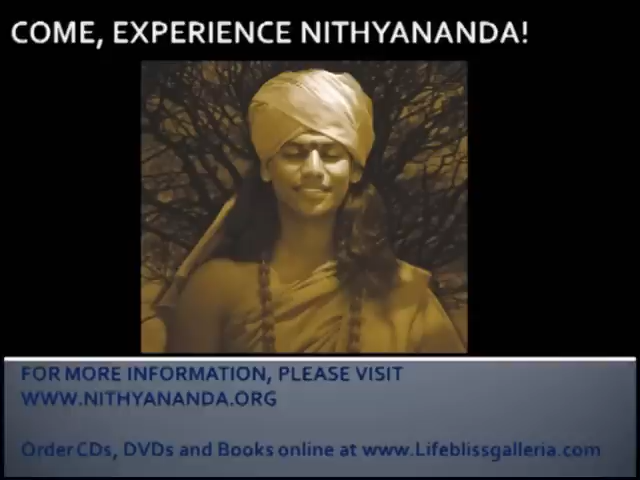 COME, EXPERIENCE NITHYANANDA!
FOR MORE INFORMATION, PLEASE VISIT
WWW.NITHYANANDA.ORG
Order CDs, DVDs and Books online at www.Lifeblissgalleria.com